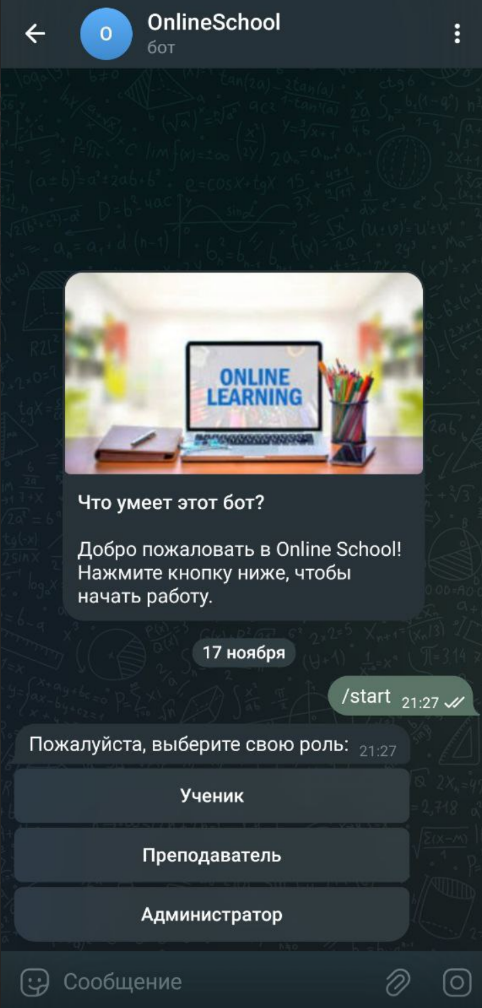 O
OnlineSchool
бот
ONLINE
LEARNING
Что умеет этот бот?
Добро пожаловать в Online School!
Нажмите кнопку ниже, чтобы
начать работу.
17 ноября
/start 21:27
Пожалуйста, выберите свою роль: 21:27
Ученик
Преподаватель
Администратор
Сообщение